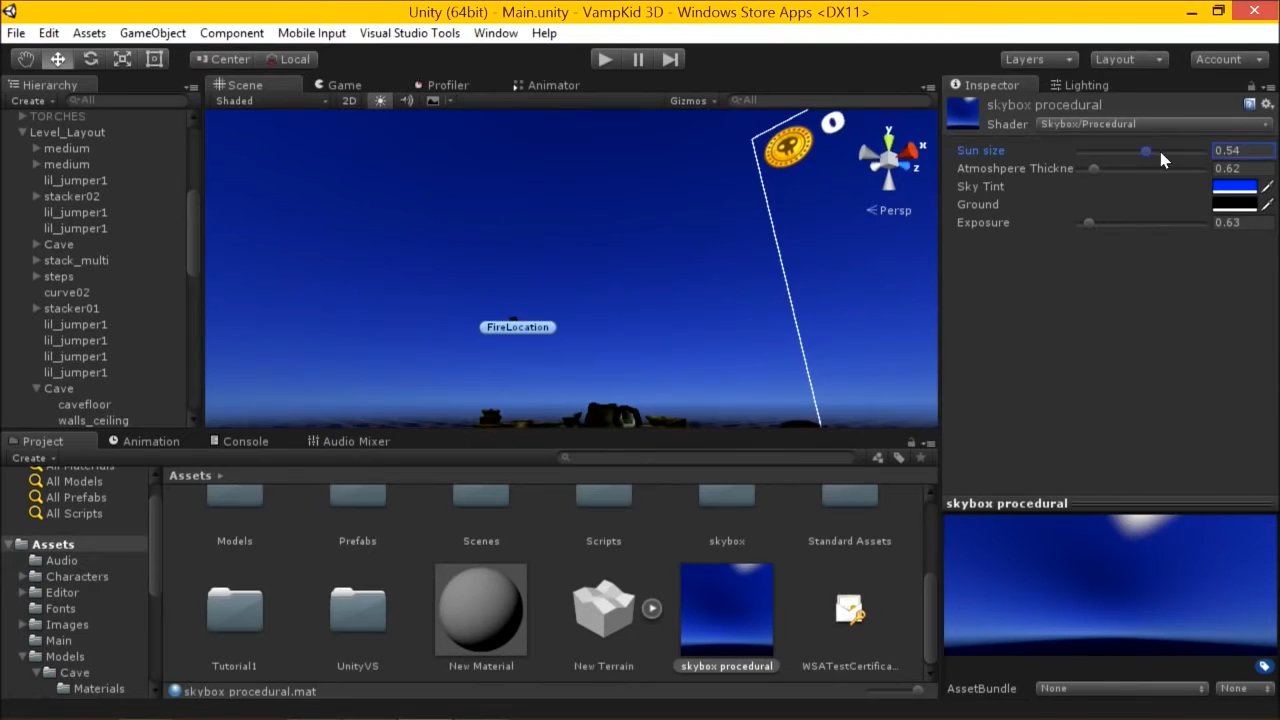 Unity (64bit) - Main.unity - VampKid 3D - Windows Store Apps <DX11>
File Edit Assets GameObject Component Mobile Input Visual Studio Tools Window Help
Center Local Layers Layout Account
Hierarchy
Create All
TORCHES
Level_Layout
medium
medium
lil_jumper1
stacker02
lil_jumper1
lil_jumper1
Cave
stack_multi
steps
curve02
stacker01
lil_jumper1
lil_jumper1
lil_jumper1
lil_jumper1
Cave
cavefloor
walls_ceiling
Scene Game Profiler Animator
Shaded 2D Gizmos All
y
x
z
Persp
FireLocation
Inspector Lighting
skybox procedural
Shader Skybox/Procedural
Sun size 0.54
Atmoshpere Thickne 0.62
Sky Tint
Ground
Exposure 0.63
Project Animation Console Audio Mixer
Create
All Materials
All Models
All Prefabs
All Scripts
Assets
Audio
Characters
Editor
Fonts
Images
Main
Models
Cave
Materials
Assets
Models Prefabs Scenes Scripts skybox Standard Assets
Tutorial1 UnityVS New Material New Terrain skybox procedural WSATestCertifica...
skybox procedural.mat
skybox procedural
AssetBundle None None